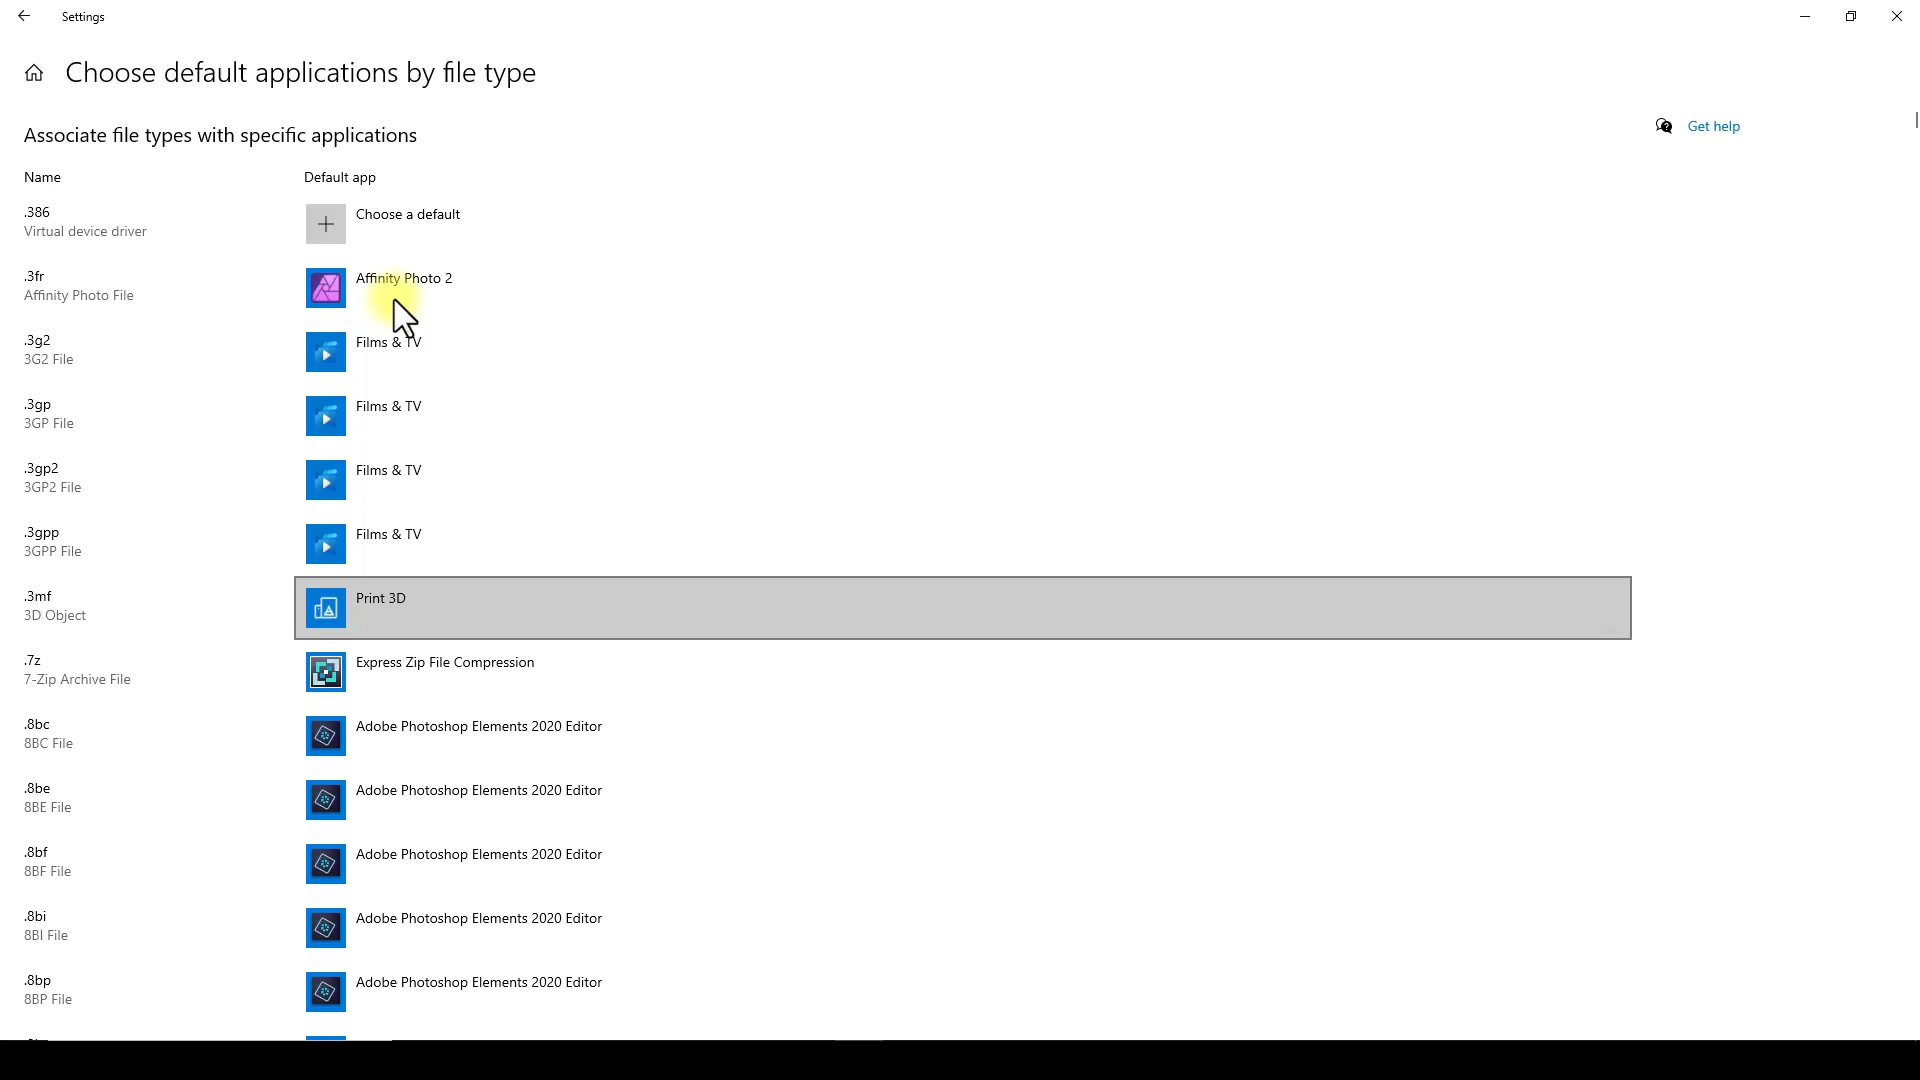 Settings
Choose default applications by file type
Associate file types with specific applications
Get help
Name
Default app
.386
Virtual device driver
Choose a default
.3fr
Affinity Photo File
Affinity Photo 2
.3g2
3G2 File
Films & TV
.3gp
3GP File
Films & TV
.3gp2
3GP2 File
Films & TV
.3gpp
3GPP File
Films & TV
.3mf
3D Object
Print 3D
.7z
7-Zip Archive File
Express Zip File Compression
.8bc
8BC File
Adobe Photoshop Elements 2020 Editor
.8be
8BE File
Adobe Photoshop Elements 2020 Editor
.8bf
8BF File
Adobe Photoshop Elements 2020 Editor
.8bi
8BI File
Adobe Photoshop Elements 2020 Editor
.8bp
8BP File
Adobe Photoshop Elements 2020 Editor